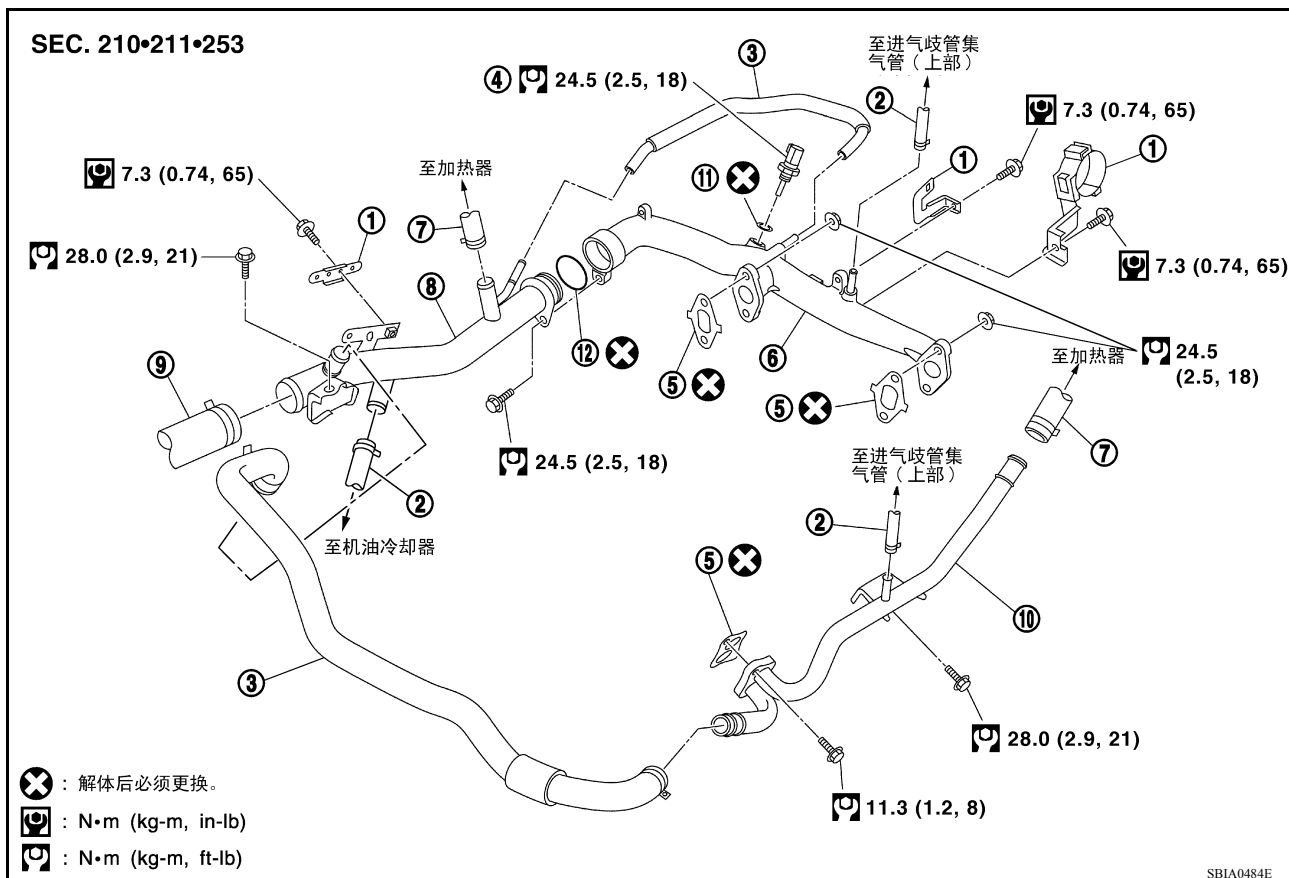 SEC. 210•211•253
至进气歧管集
气管（上部）
③
④ 24.5 (2.5, 18)
②
7.3 (0.74, 65)
①
①
7.3 (0.74, 65)
至加热器
⑪
①
⑦
28.0 (2.9, 21)
7.3 (0.74, 65)
⑧
⑫
⑥
⑤
24.5
(2.5, 18)
至加热器
⑨
⑤
⑦
24.5 (2.5, 18)
至进气歧管集
气管（上部）
②
②
至机油冷却器
⑤
⑩
③
28.0 (2.9, 21)
11.3 (1.2, 8)
: 解体后必须更换。
: N•m (kg-m, in-lb)
: N•m (kg-m, ft-lb)
SBIA0484E